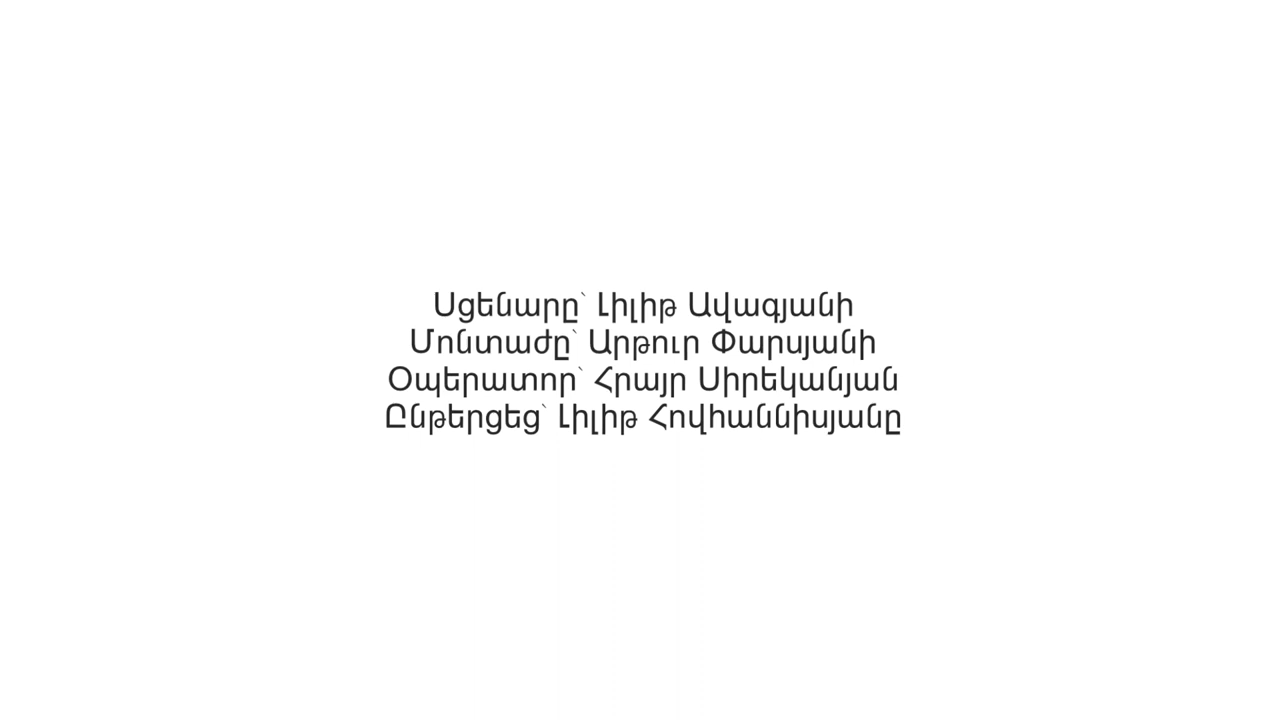 Սցենարը՝ Լիլիթ Ավագյանի
Մոնտաժը՝ Արթուր Փարսյանի
Օպերատոր՝ Հրայր Սիրեկանյան
Ընթերցեց՝ Լիլիթ Հովհաննիսյանը